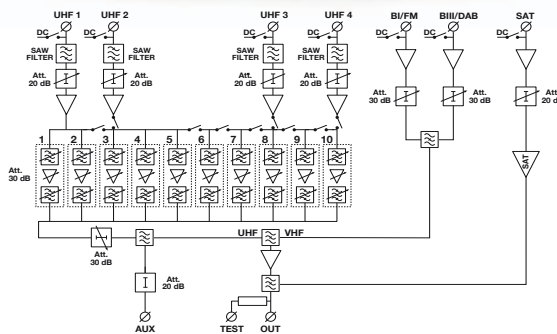 UHF 1 UHF 2 UHF 3 UHF 4 BI/FM BIII/DAB SAT
DC DC DC DC DC DC DC
SAW FILTER SAW FILTER SAW FILTER SAW FILTER
Att. 20 dB Att. 20 dB Att. 20 dB Att. 20 dB Att. 30 dB Att. 30 dB Att. 20 d
1 2 3 4 5 6 7 8 9 10
SAT
Att. 30 dB
UHF VHF
Att. 30 dB
Att. 20 dB
AUX TEST OUT